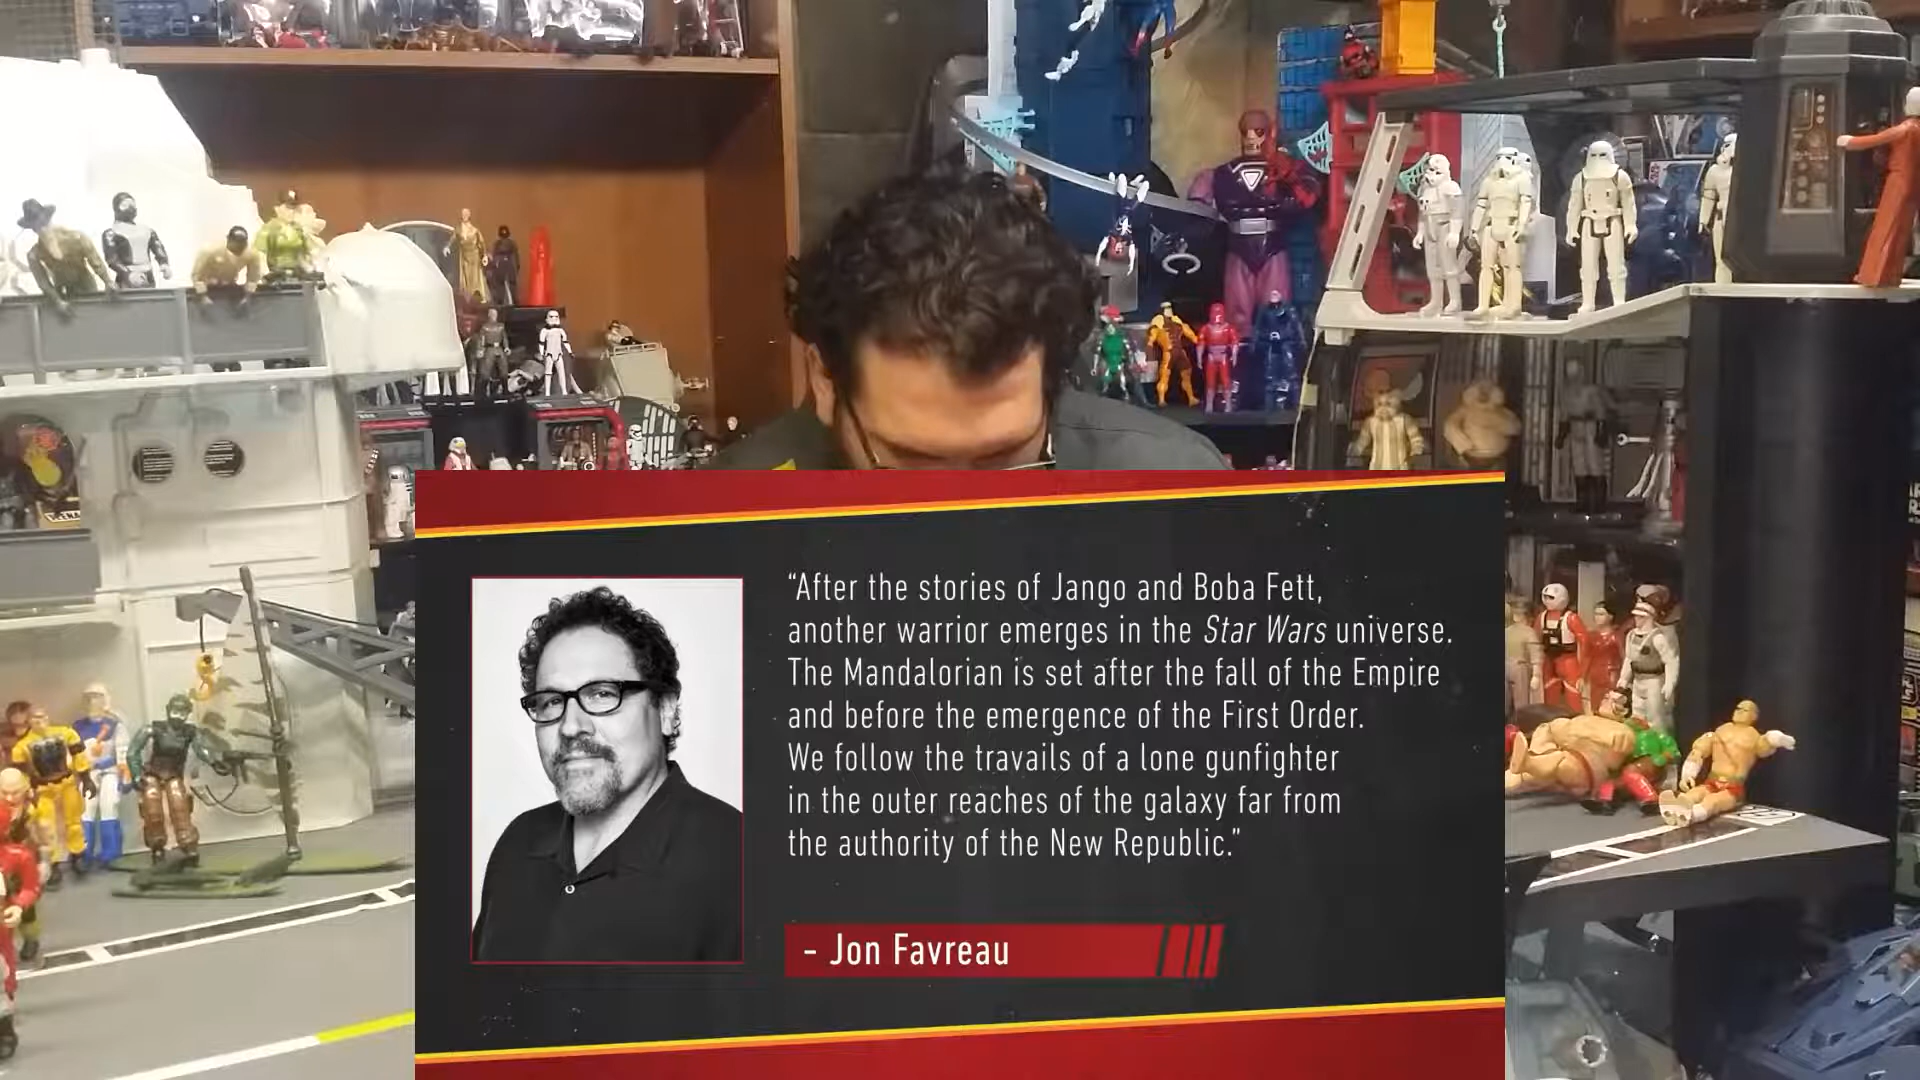 “After the stories of Jango and Boba Fett,
another warrior emerges in the Star Wars universe.
The Mandalorian is set after the fall of the Empire
and before the emergence of the First Order.
We follow the travails of a lone gunfighter
in the outer reaches of the galaxy far from
the authority of the New Republic.”
- Jon Favreau